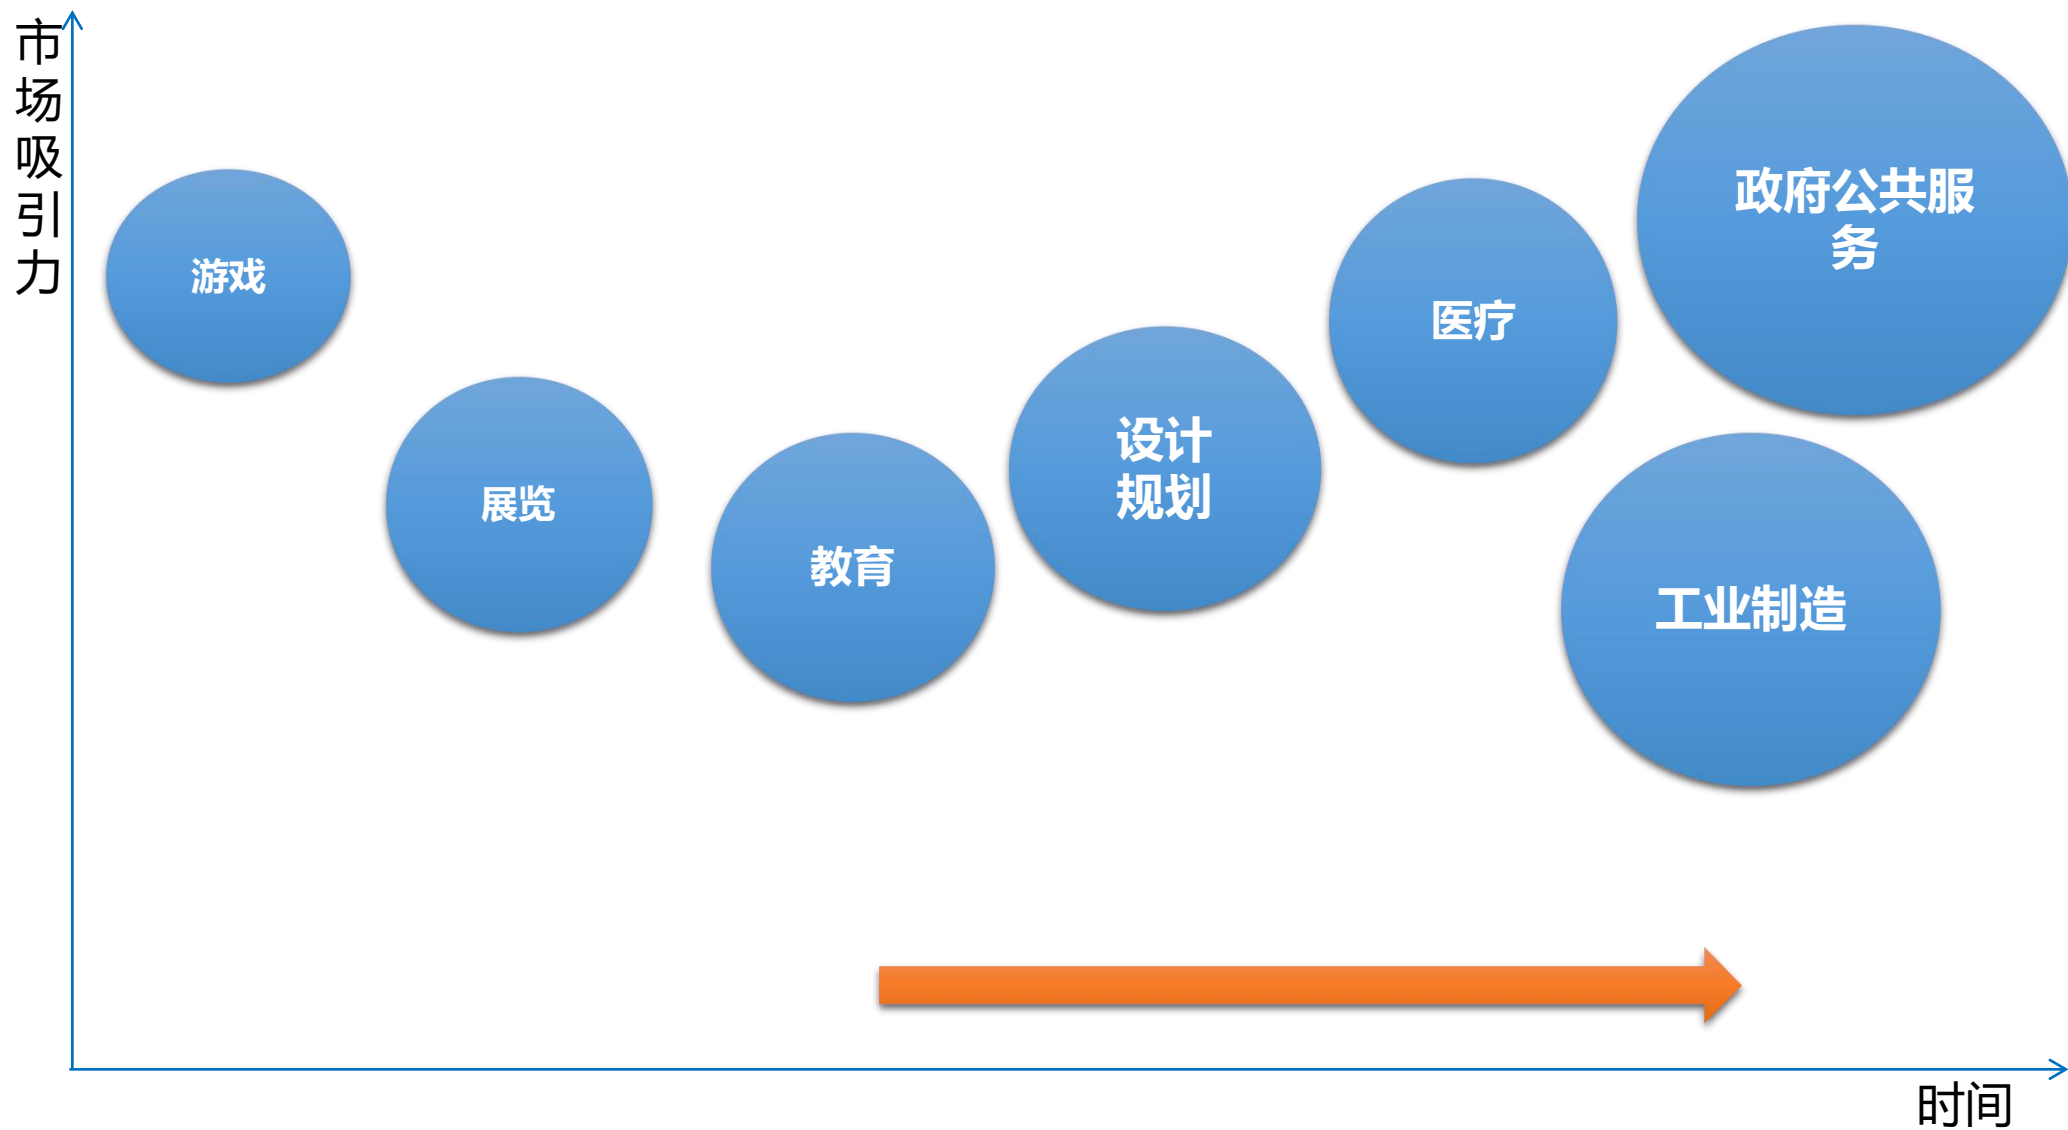 市
场
吸
引
力
游戏
展览
教育
设计
规划
医疗
政府公共服
务
工业制造
时间